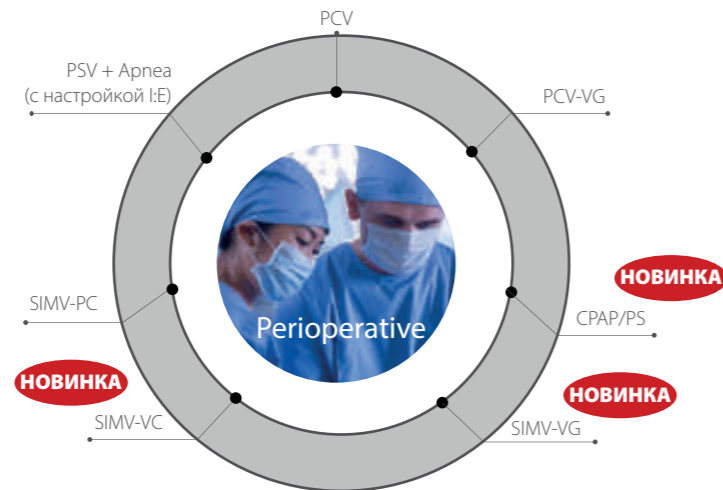 PCV
PSV + Apnea
(с настройкой I:E)
PCV-VG
НОВИНКА
SIMV-PC
Perioperative
CPAP/PS
НОВИНКА
НОВИНКА
SIMV-VC
SIMV-VG